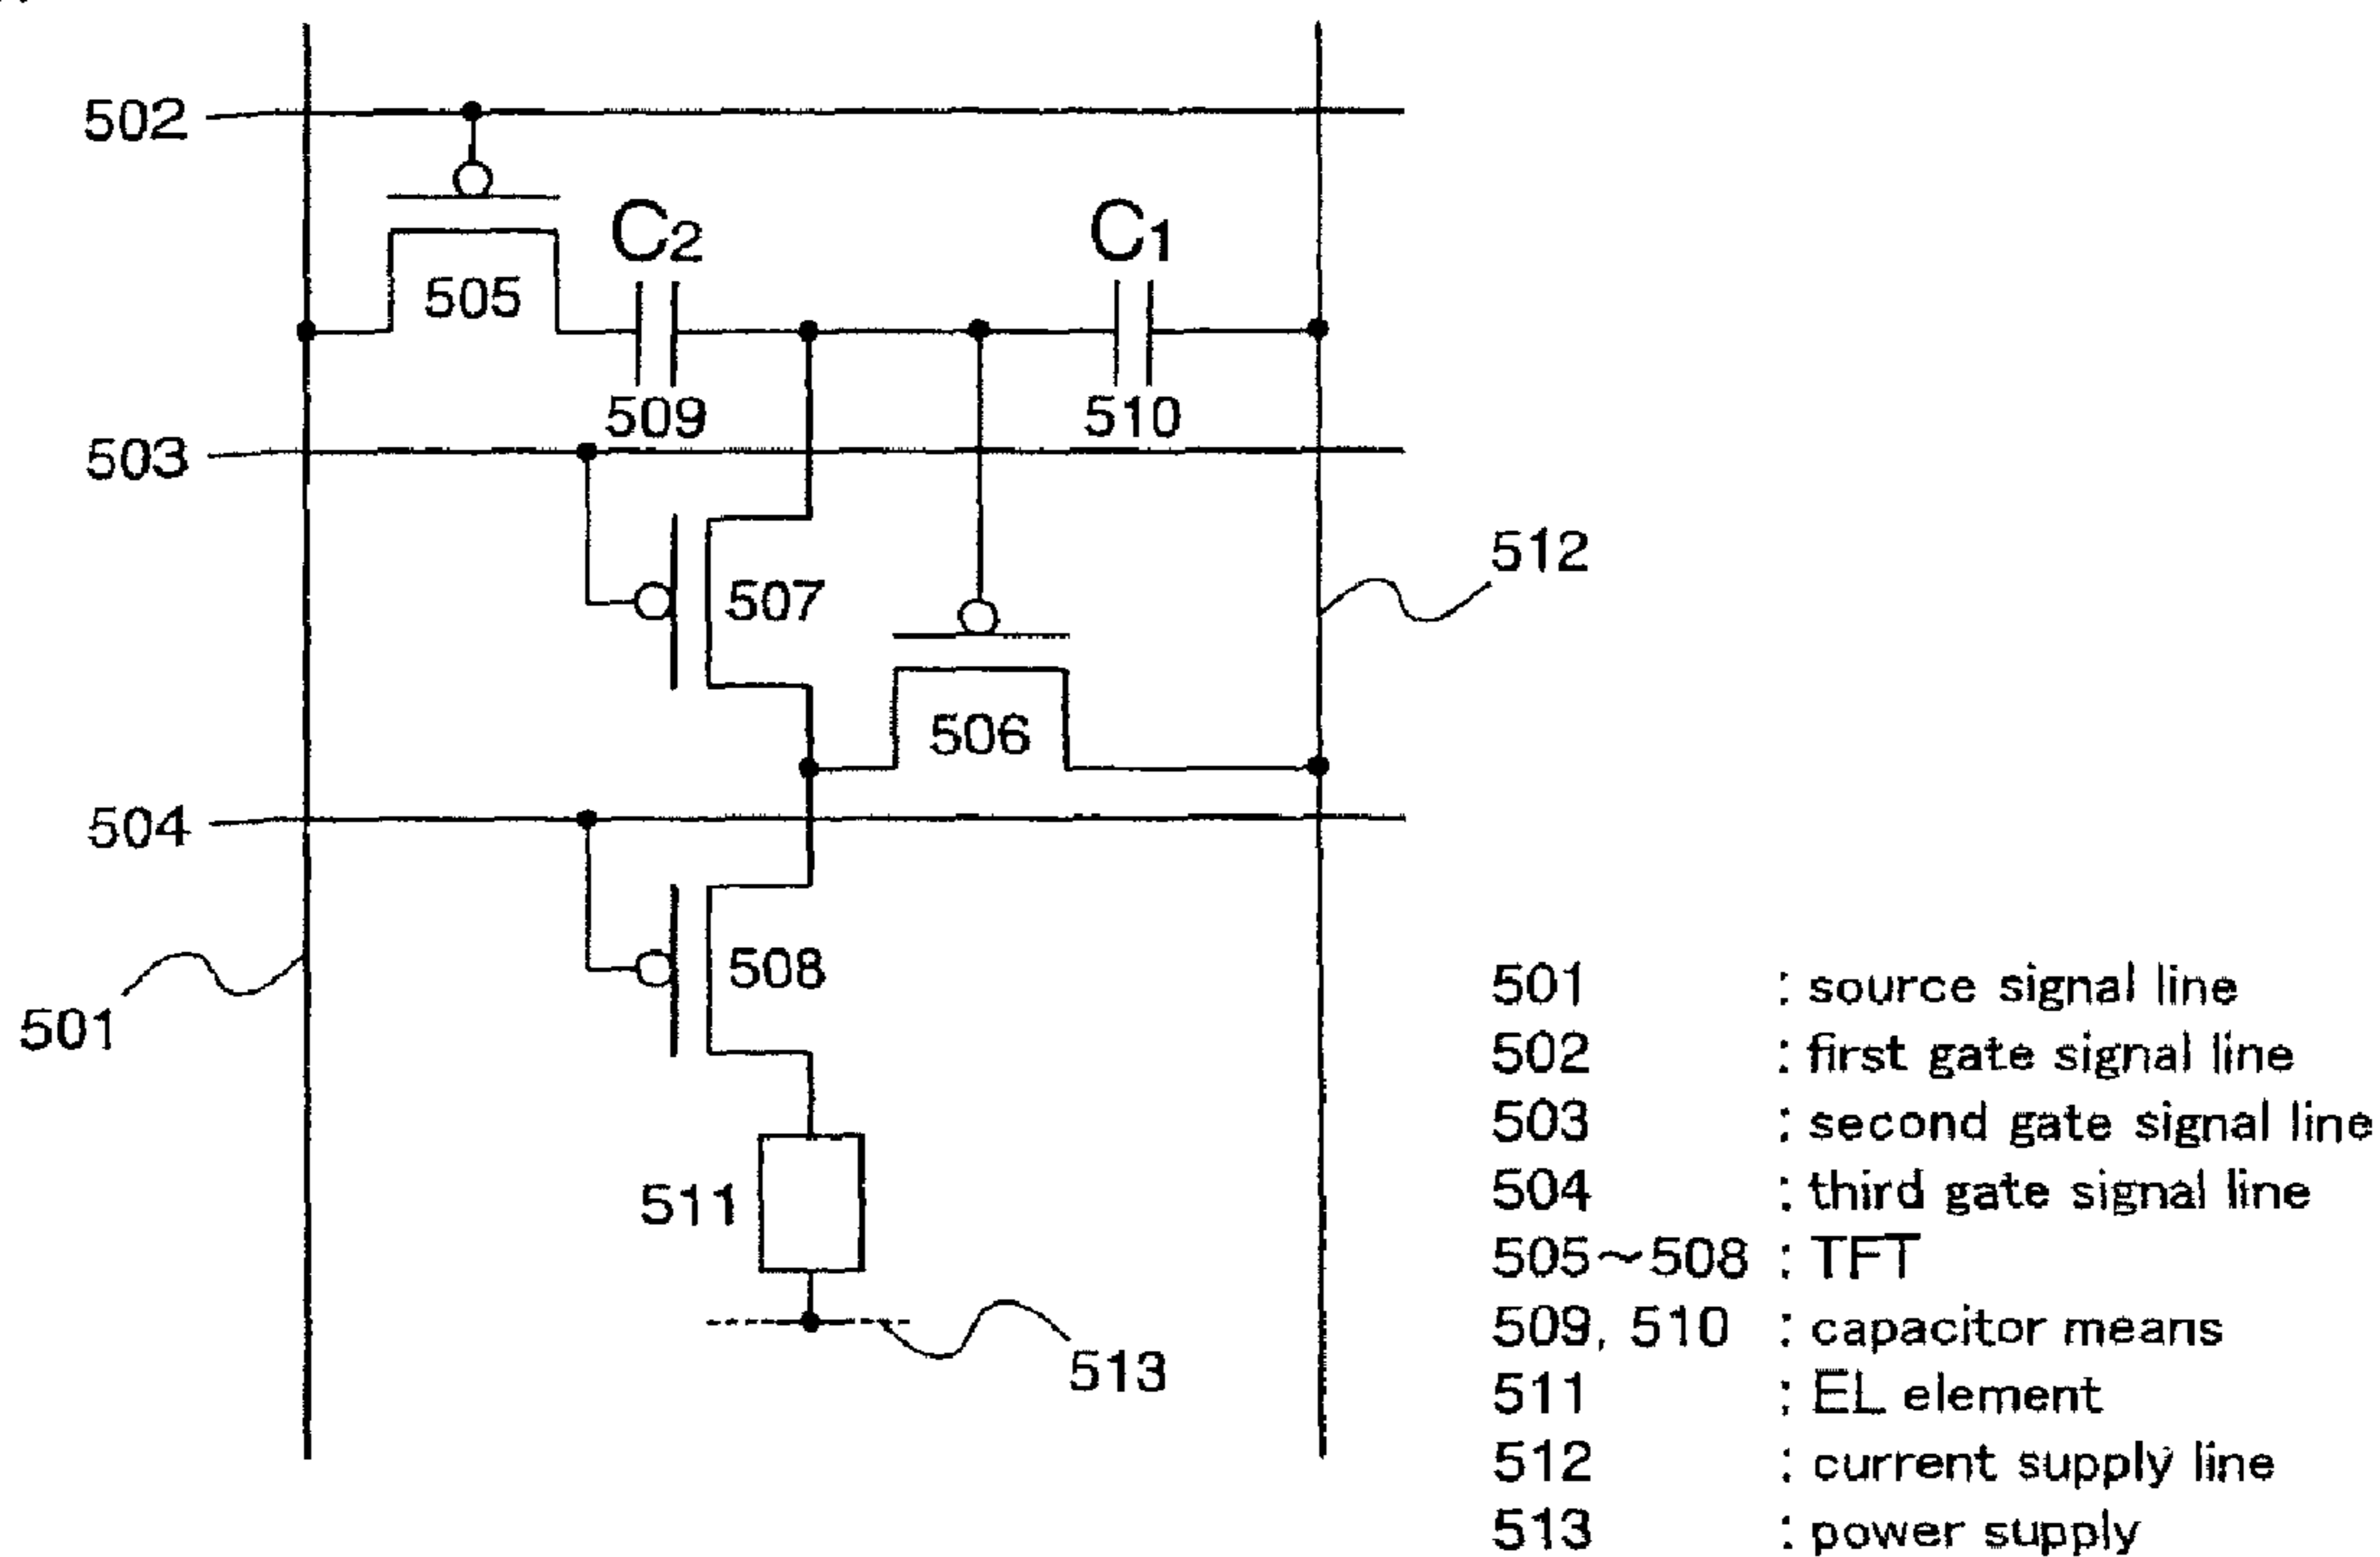 502
C2
C1
505
509
510
503
512
507
506
504
508
501
511
513
501 : source signal line
502 : first gate signal line
503 : second gate signal line
504 : third gate signal line
505～508 : TFT
509, 510 : capacitor means
511 : EL element
512 : current supply line
513 : power supply